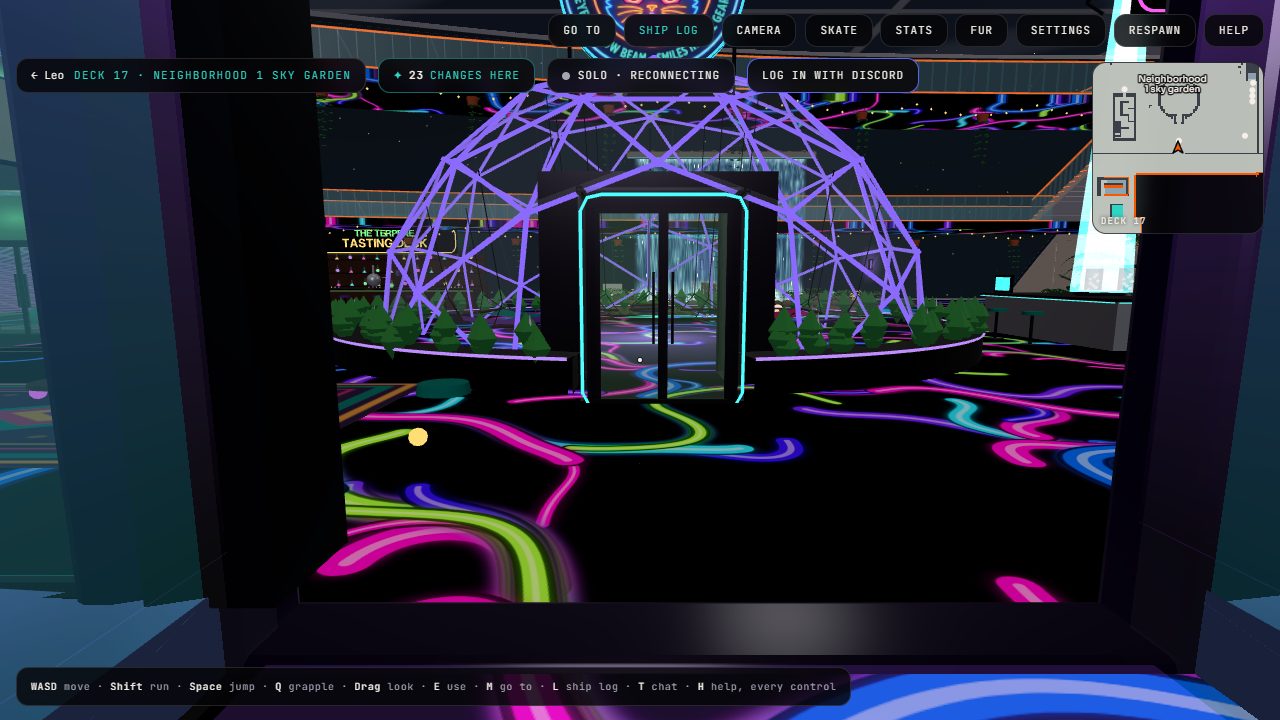 GO TO
SHIP LOG
CAMERA
SKATE
STATS
FUR
SETTINGS
RESPAWN
HELP
← Leo DECK 17 · NEIGHBORHOOD 1 SKY GARDEN
✦ 23 CHANGES HERE
SOLO · RECONNECTING
LOG IN WITH DISCORD
Neighborhood
1 sky garden
DECK 17
TASTING DECK
WASD move · Shift run · Space jump · Q grapple · Drag look · E use · M go to · L ship log · T chat · H help, every control